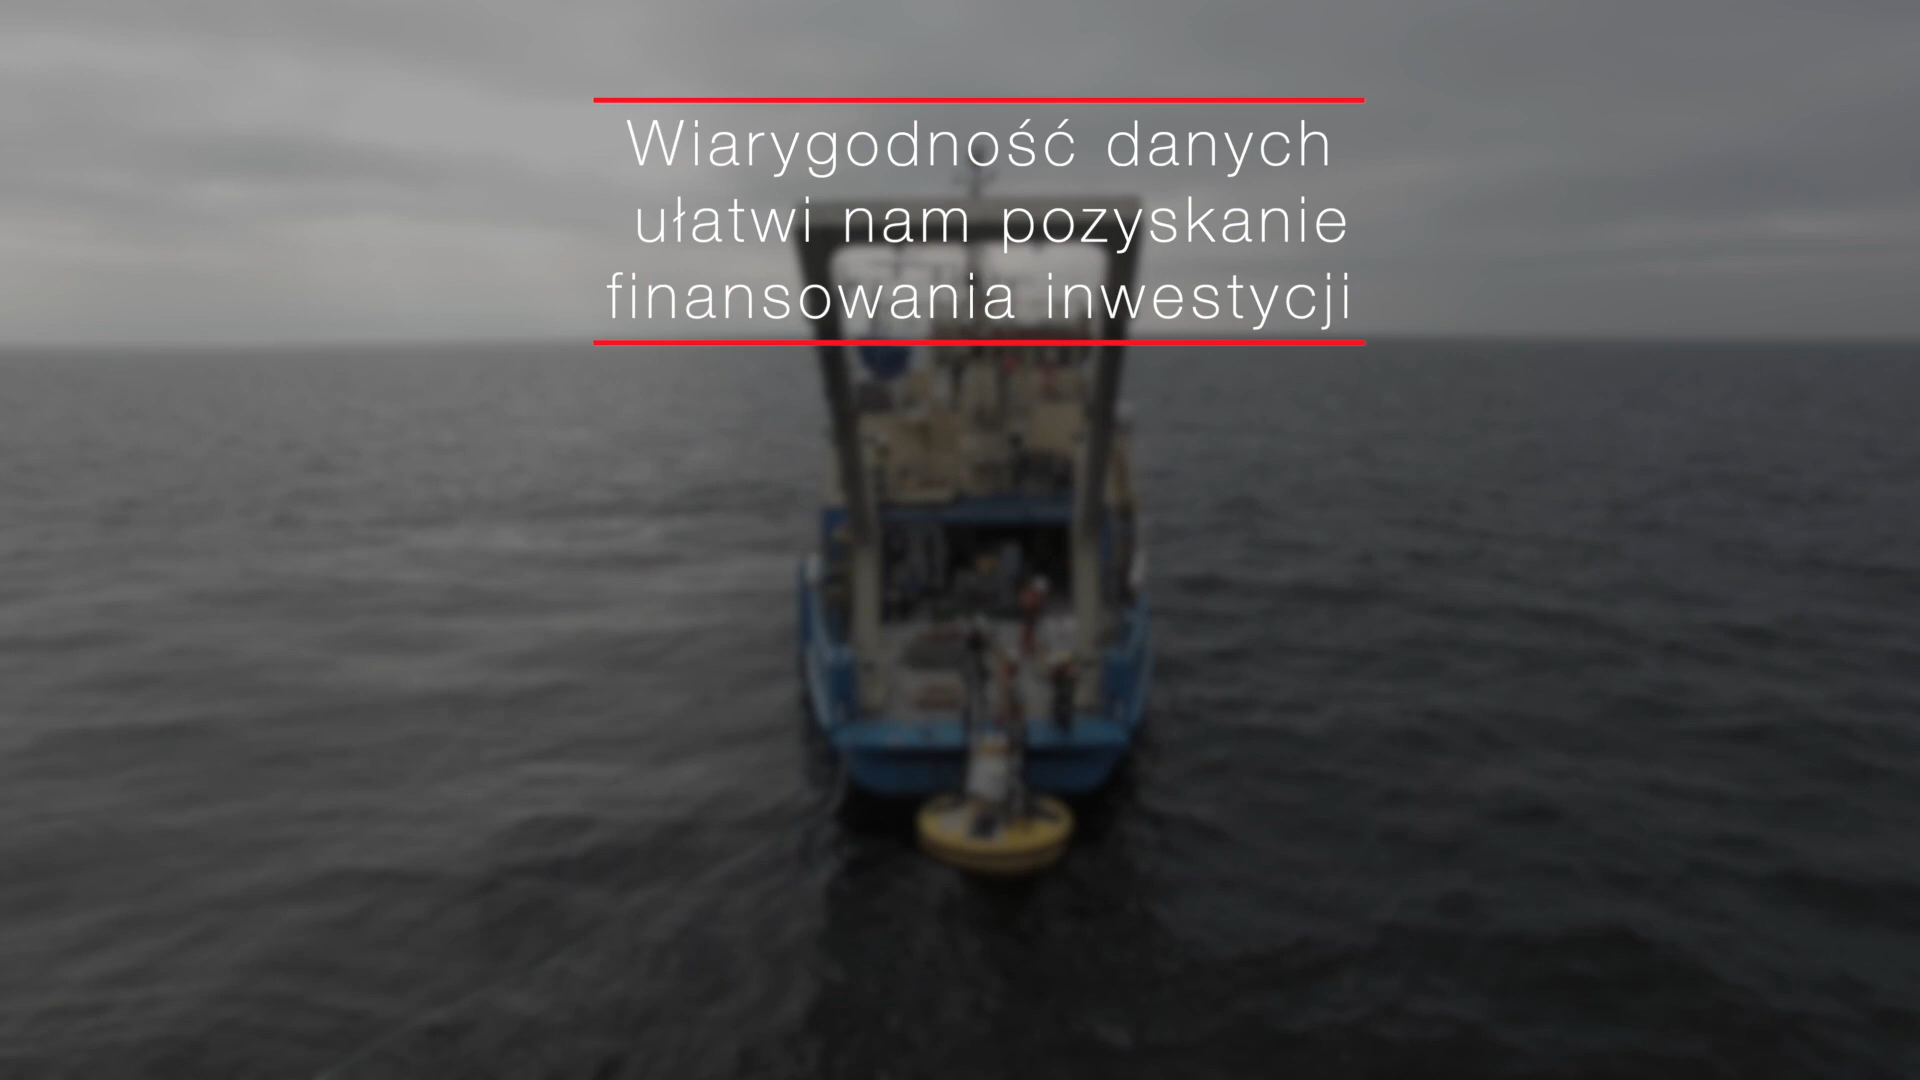 Wiarygodność danych
ułatwi nam pozyskanie
finansowania inwestycji